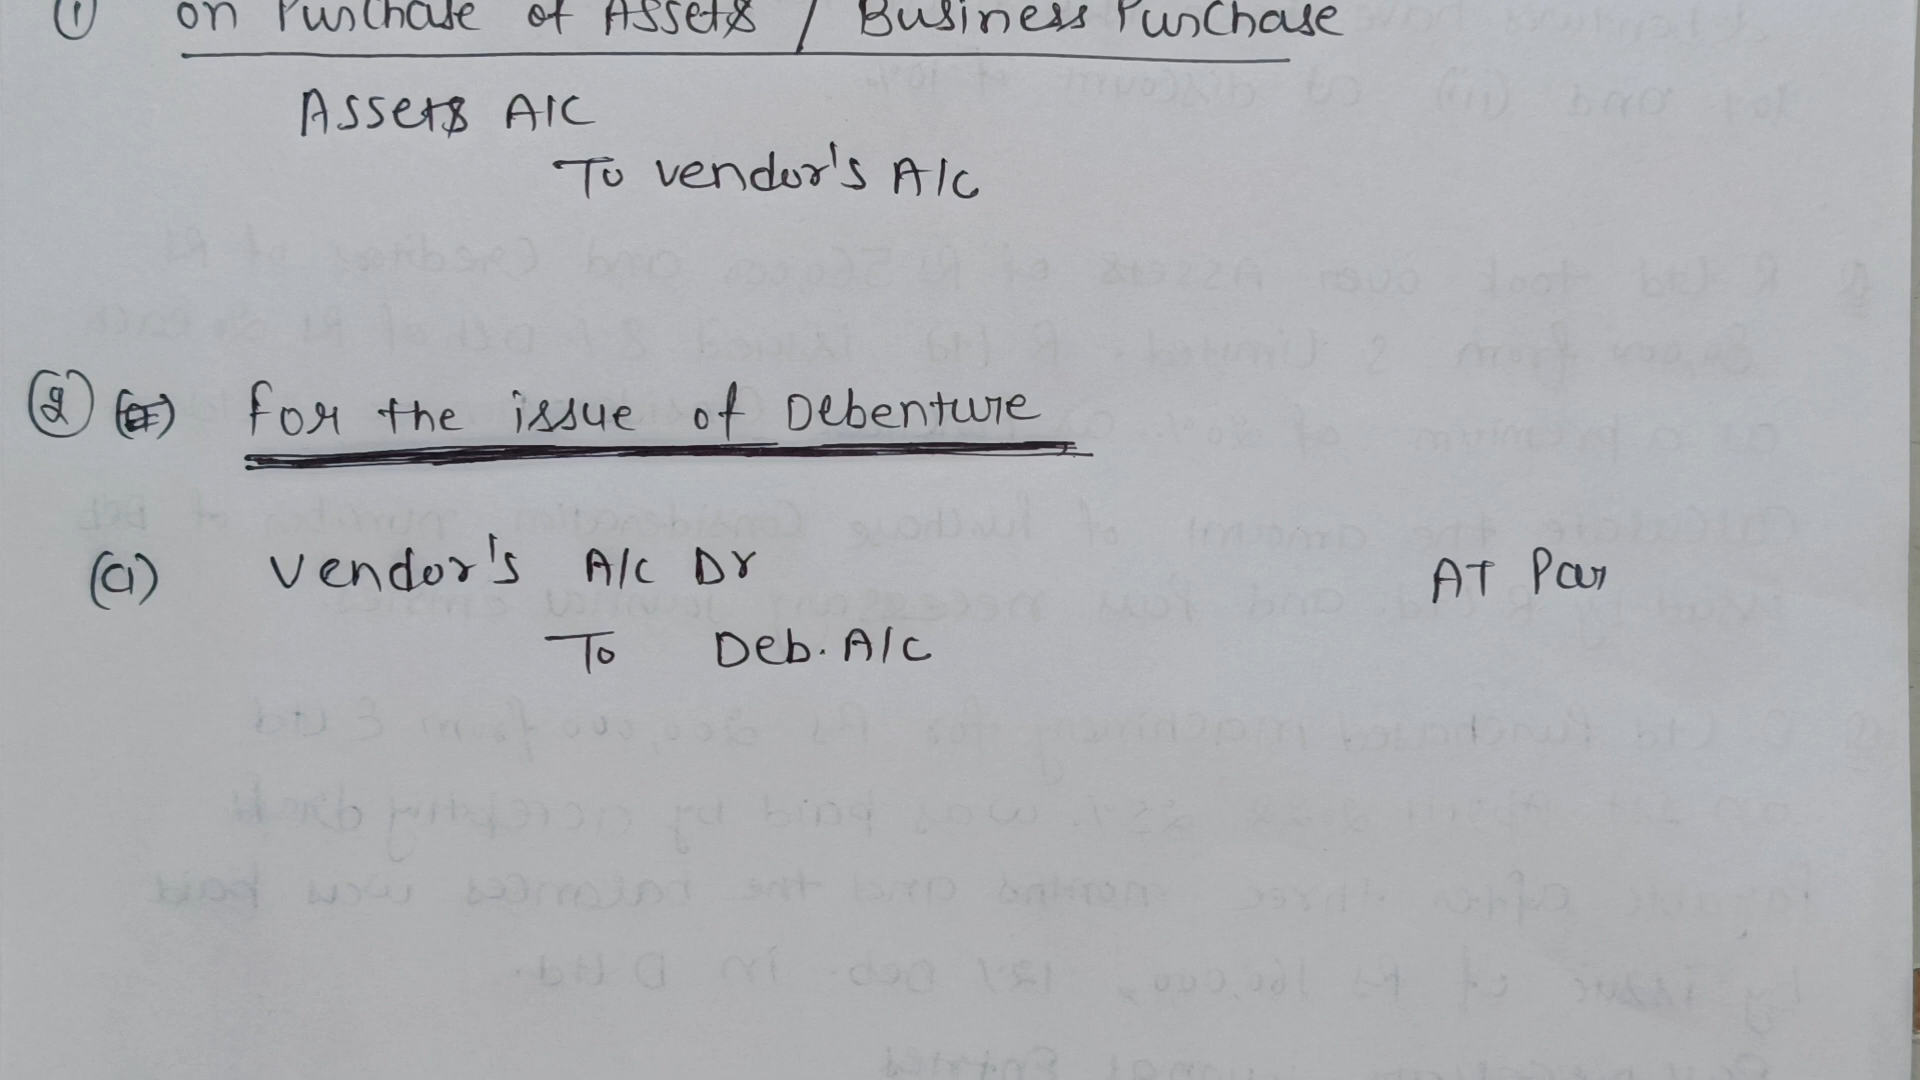 ① on Purchase of Assets / Business Purchase
Assets A/C
To vendor's A/C
② for the issue of Debenture
(a) Vendor's A/C Dr At Par
To Deb. A/C